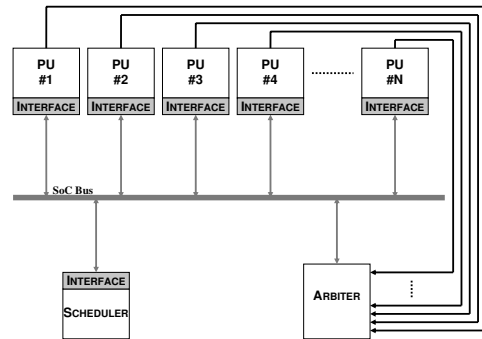 PU
#1
PU
#2
PU
#3
PU
#4
PU
#N
INTERFACE
INTERFACE
INTERFACE
INTERFACE
INTERFACE
SoC Bus
INTERFACE
SCHEDULER
ARBITER